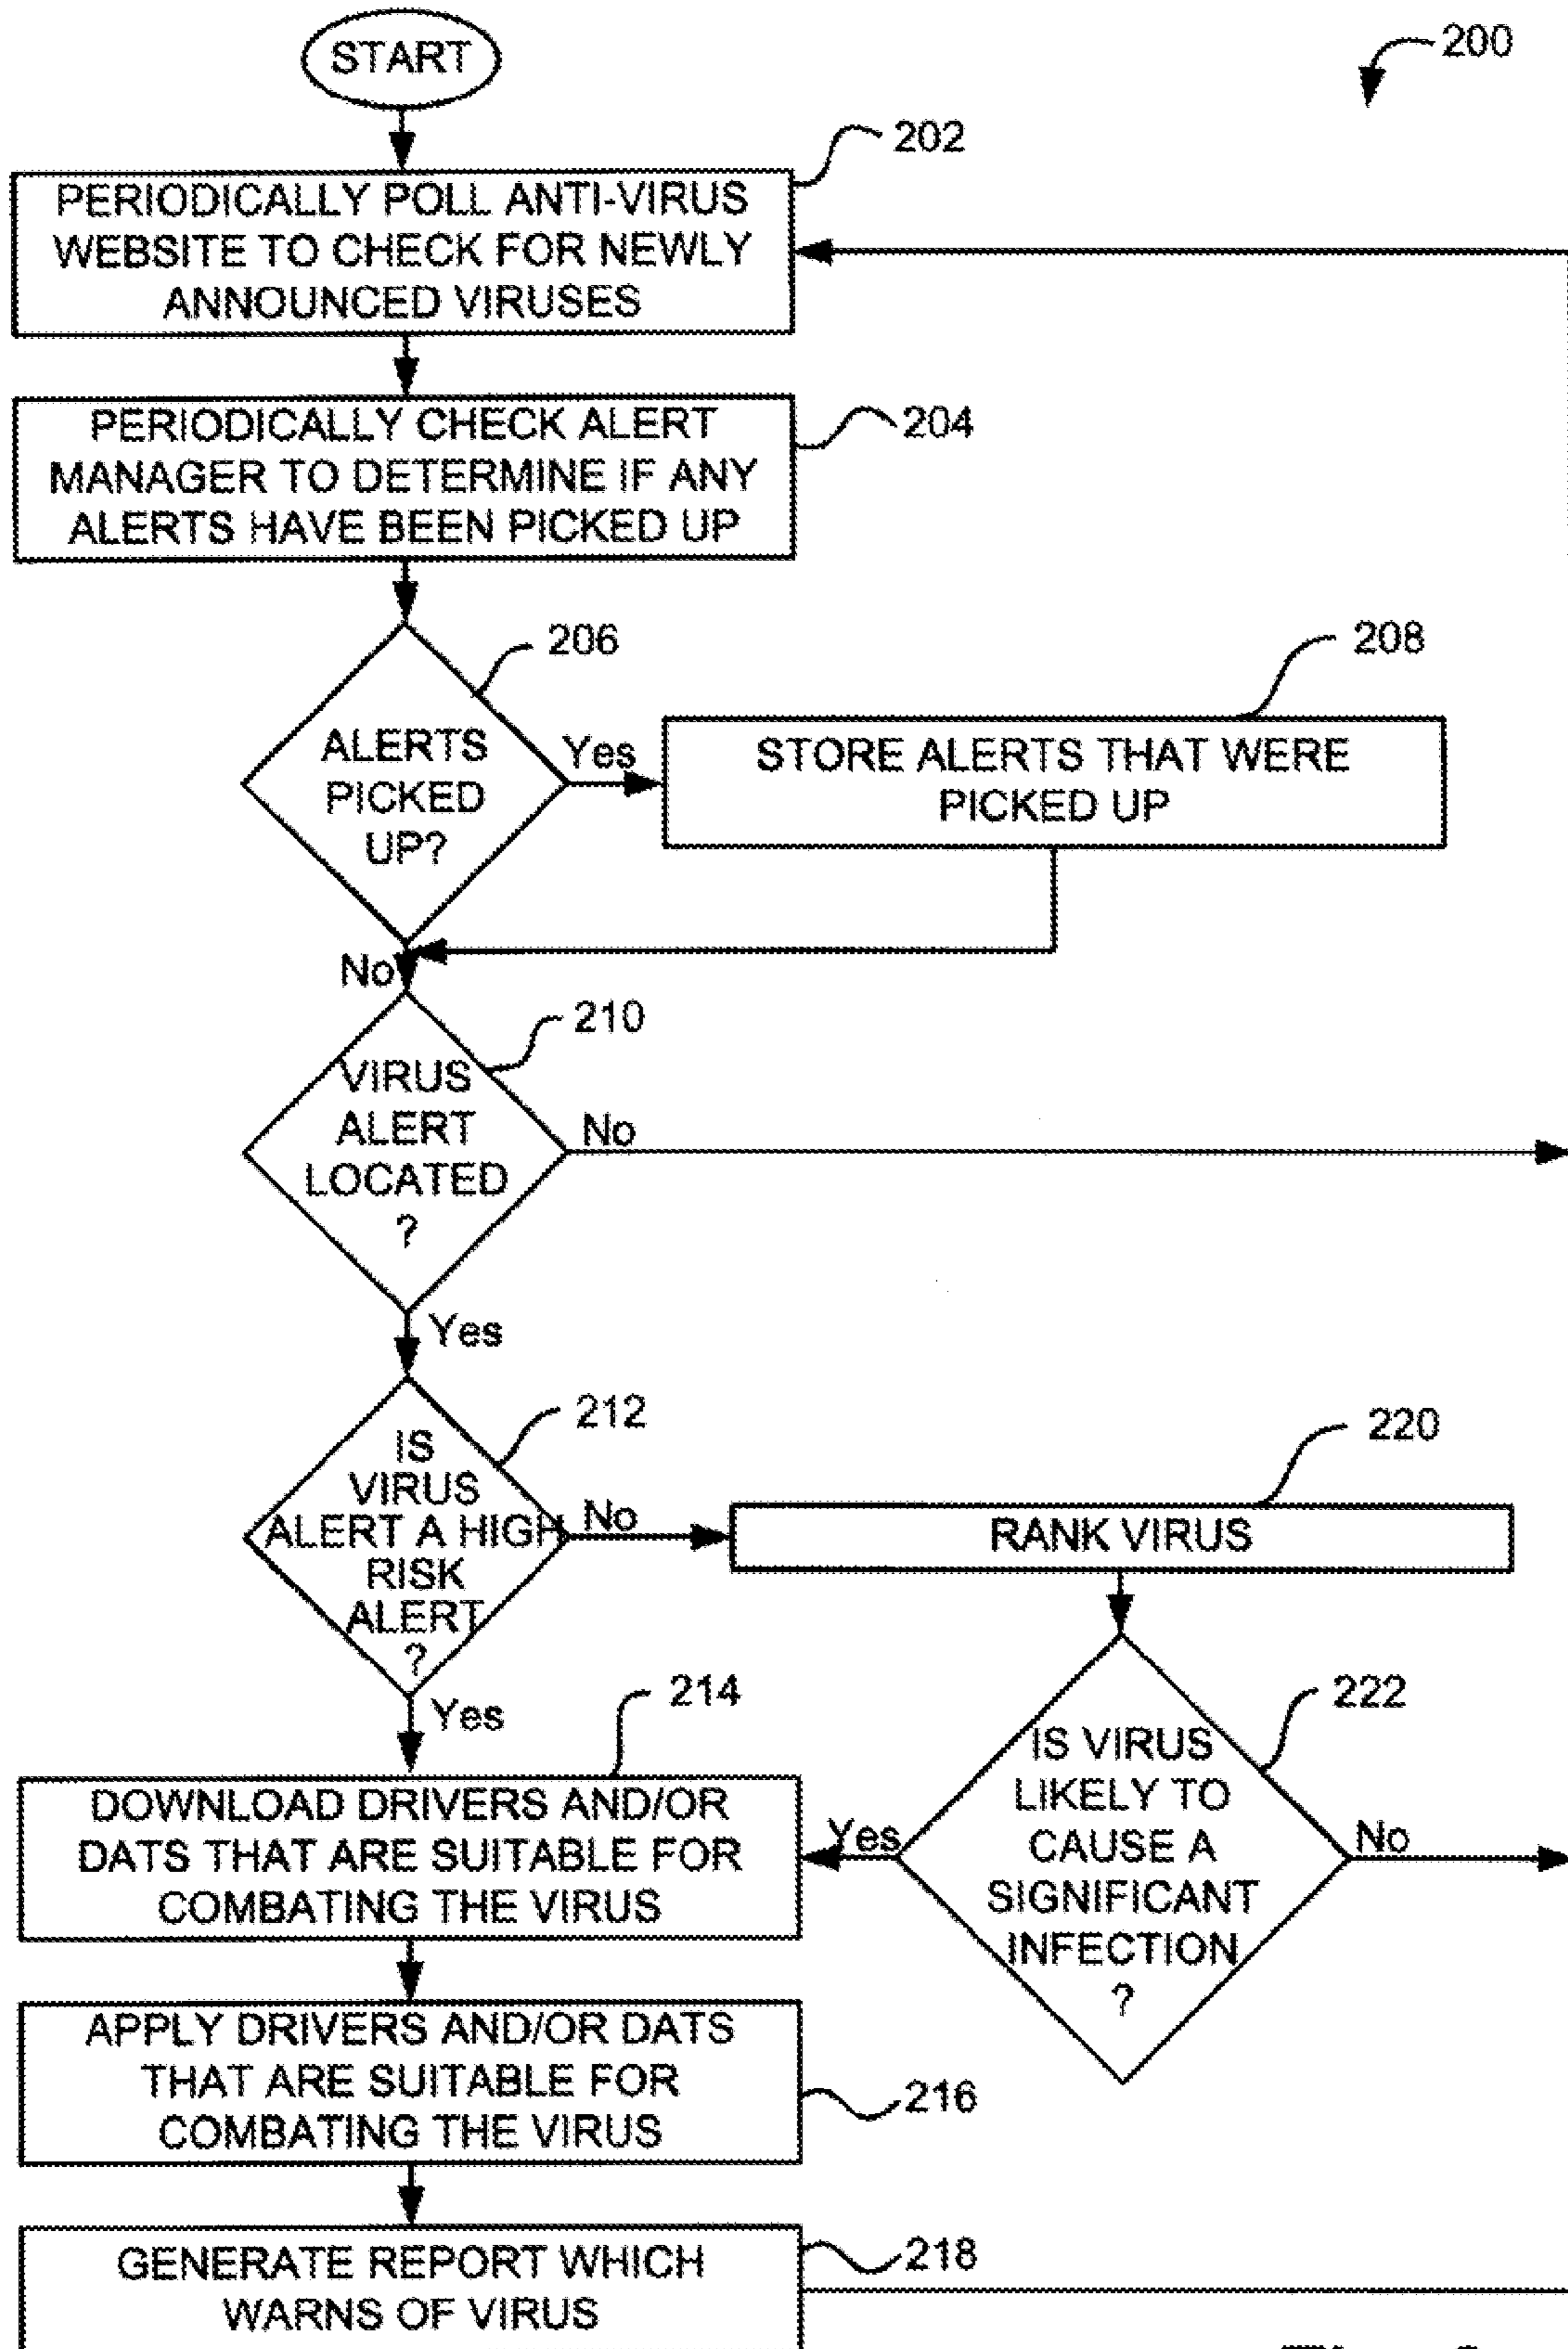 START
200
202
PERIODICALLY POLL ANTI-VIRUS
WEBSITE TO CHECK FOR NEWLY
ANNOUNCED VIRUSES
PERIODICALLY CHECK ALERT
MANAGER TO DETERMINE IF ANY
ALERTS HAVE BEEN PICKED UP
204
206
ALERTS
PICKED
UP?
Yes
208
STORE ALERTS THAT WERE
PICKED UP
No
210
VIRUS
ALERT
LOCATED
?
No
Yes
212
IS
VIRUS
ALERT A HIGH
RISK
ALERT
?
No
220
RANK VIRUS
Yes
214
DOWNLOAD DRIVERS AND/OR
DATS THAT ARE SUITABLE FOR
COMBATING THE VIRUS
Yes
222
IS VIRUS
LIKELY TO
CAUSE A
SIGNIFICANT
INFECTION
?
No
APPLY DRIVERS AND/OR DATS
THAT ARE SUITABLE FOR
COMBATING THE VIRUS
216
GENERATE REPORT WHICH
WARNS OF VIRUS
218